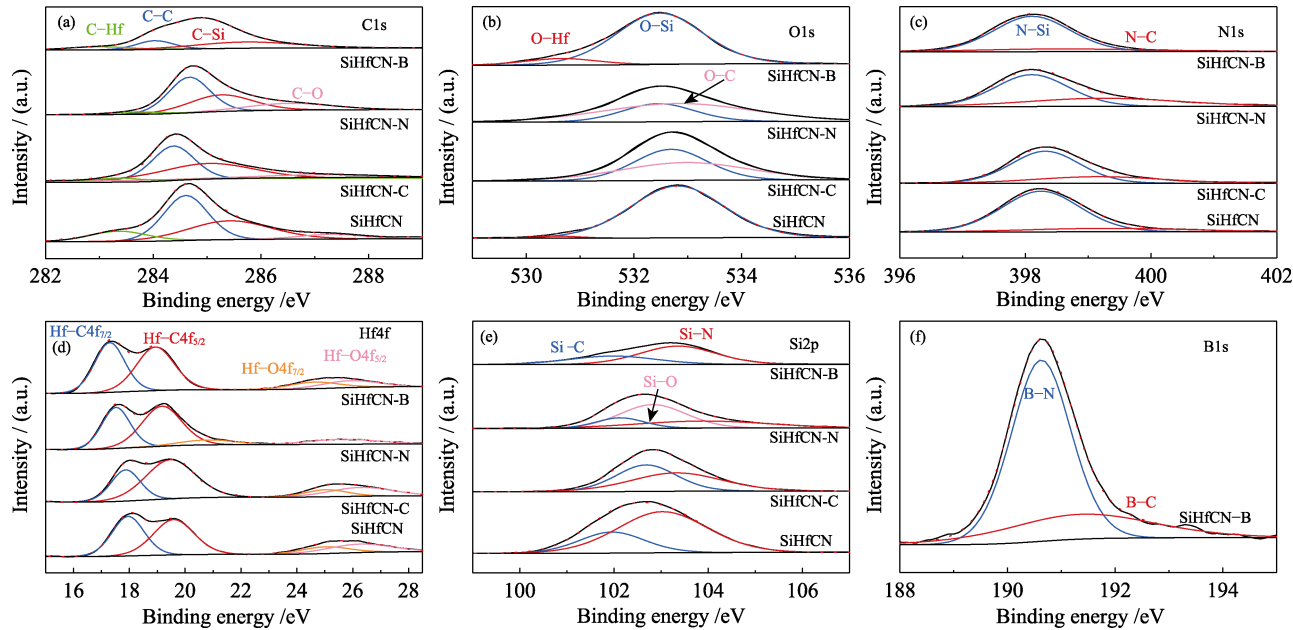 (a)
C1s
C−Hf
C−C
C−Si
SiHfCN-B
C−O
SiHfCN-N
SiHfCN-C
SiHfCN
Intensity / (a.u.)
282 284 286 288
Binding energy /eV
(b)
O1s
O−Hf
O−Si
SiHfCN-B
O−C
SiHfCN-N
SiHfCN-C
SiHfCN
Intensity / (a.u.)
530 532 534 536
Binding energy /eV
(c)
N1s
N−Si
N−C
SiHfCN-B
SiHfCN-N
SiHfCN-C
SiHfCN
Intensity / (a.u.)
396 398 400 402
Binding energy /eV
Hf−C4f7/2
Hf−C4f5/2
Hf4f
(d)
Hf−O4f7/2
Hf−O4f5/2
SiHfCN-B
SiHfCN-N
SiHfCN-C
SiHfCN
Intensity / (a.u.)
16 18 20 22 24 26 28
Binding energy /eV
(e)
Si2p
Si−C
Si−N
SiHfCN-B
Si−O
SiHfCN-N
SiHfCN-C
SiHfCN
Intensity / (a.u.)
100 102 104 106
Binding energy /eV
(f)
B1s
B−N
B−C
SiHfCN−B
Intensity / (a.u.)
188 190 192 194
Binding energy /eV